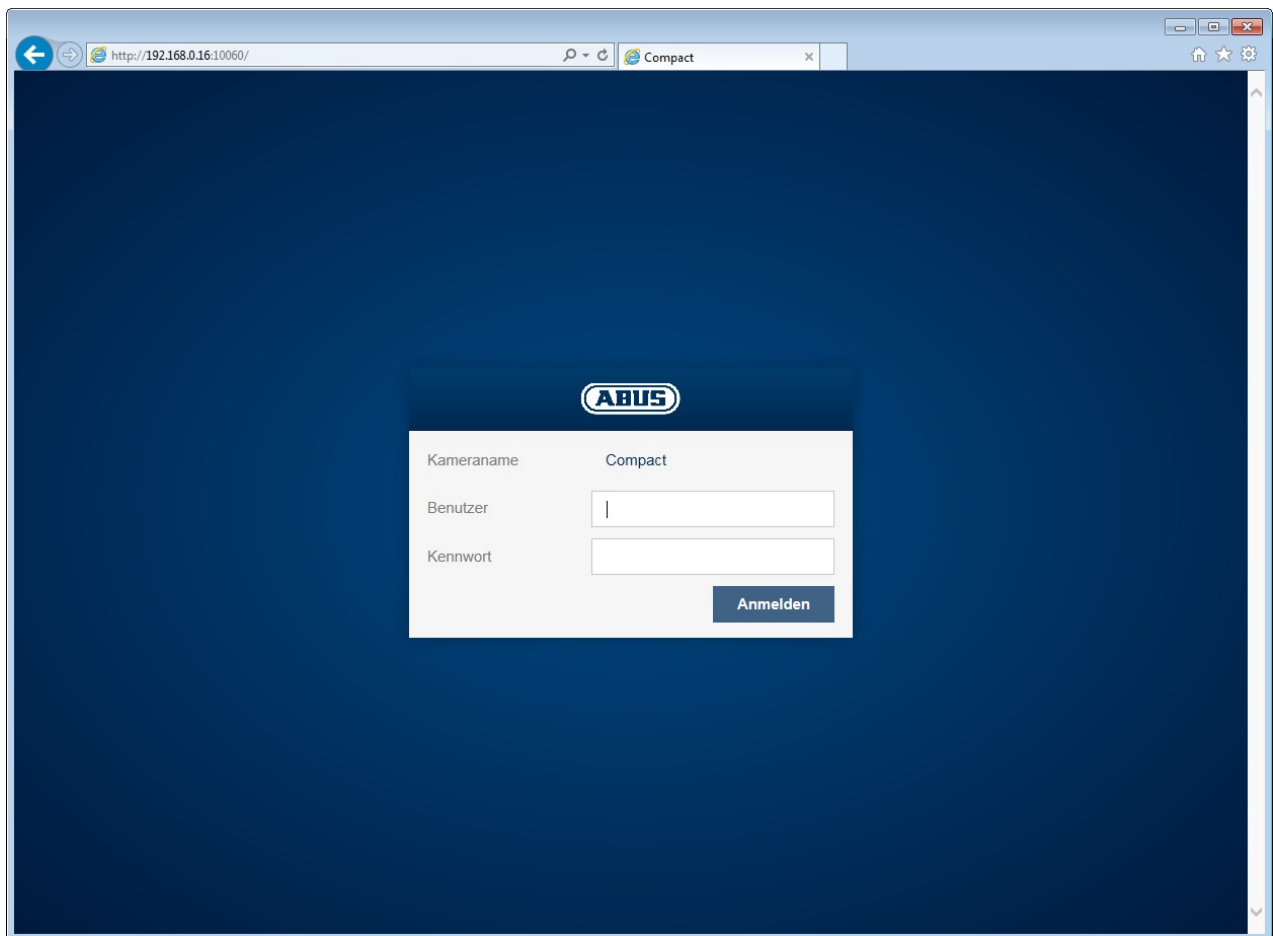 http://192.168.0.16:10060/
Compact
ABUS
Kameraname Compact
Benutzer
Kennwort
Anmelden